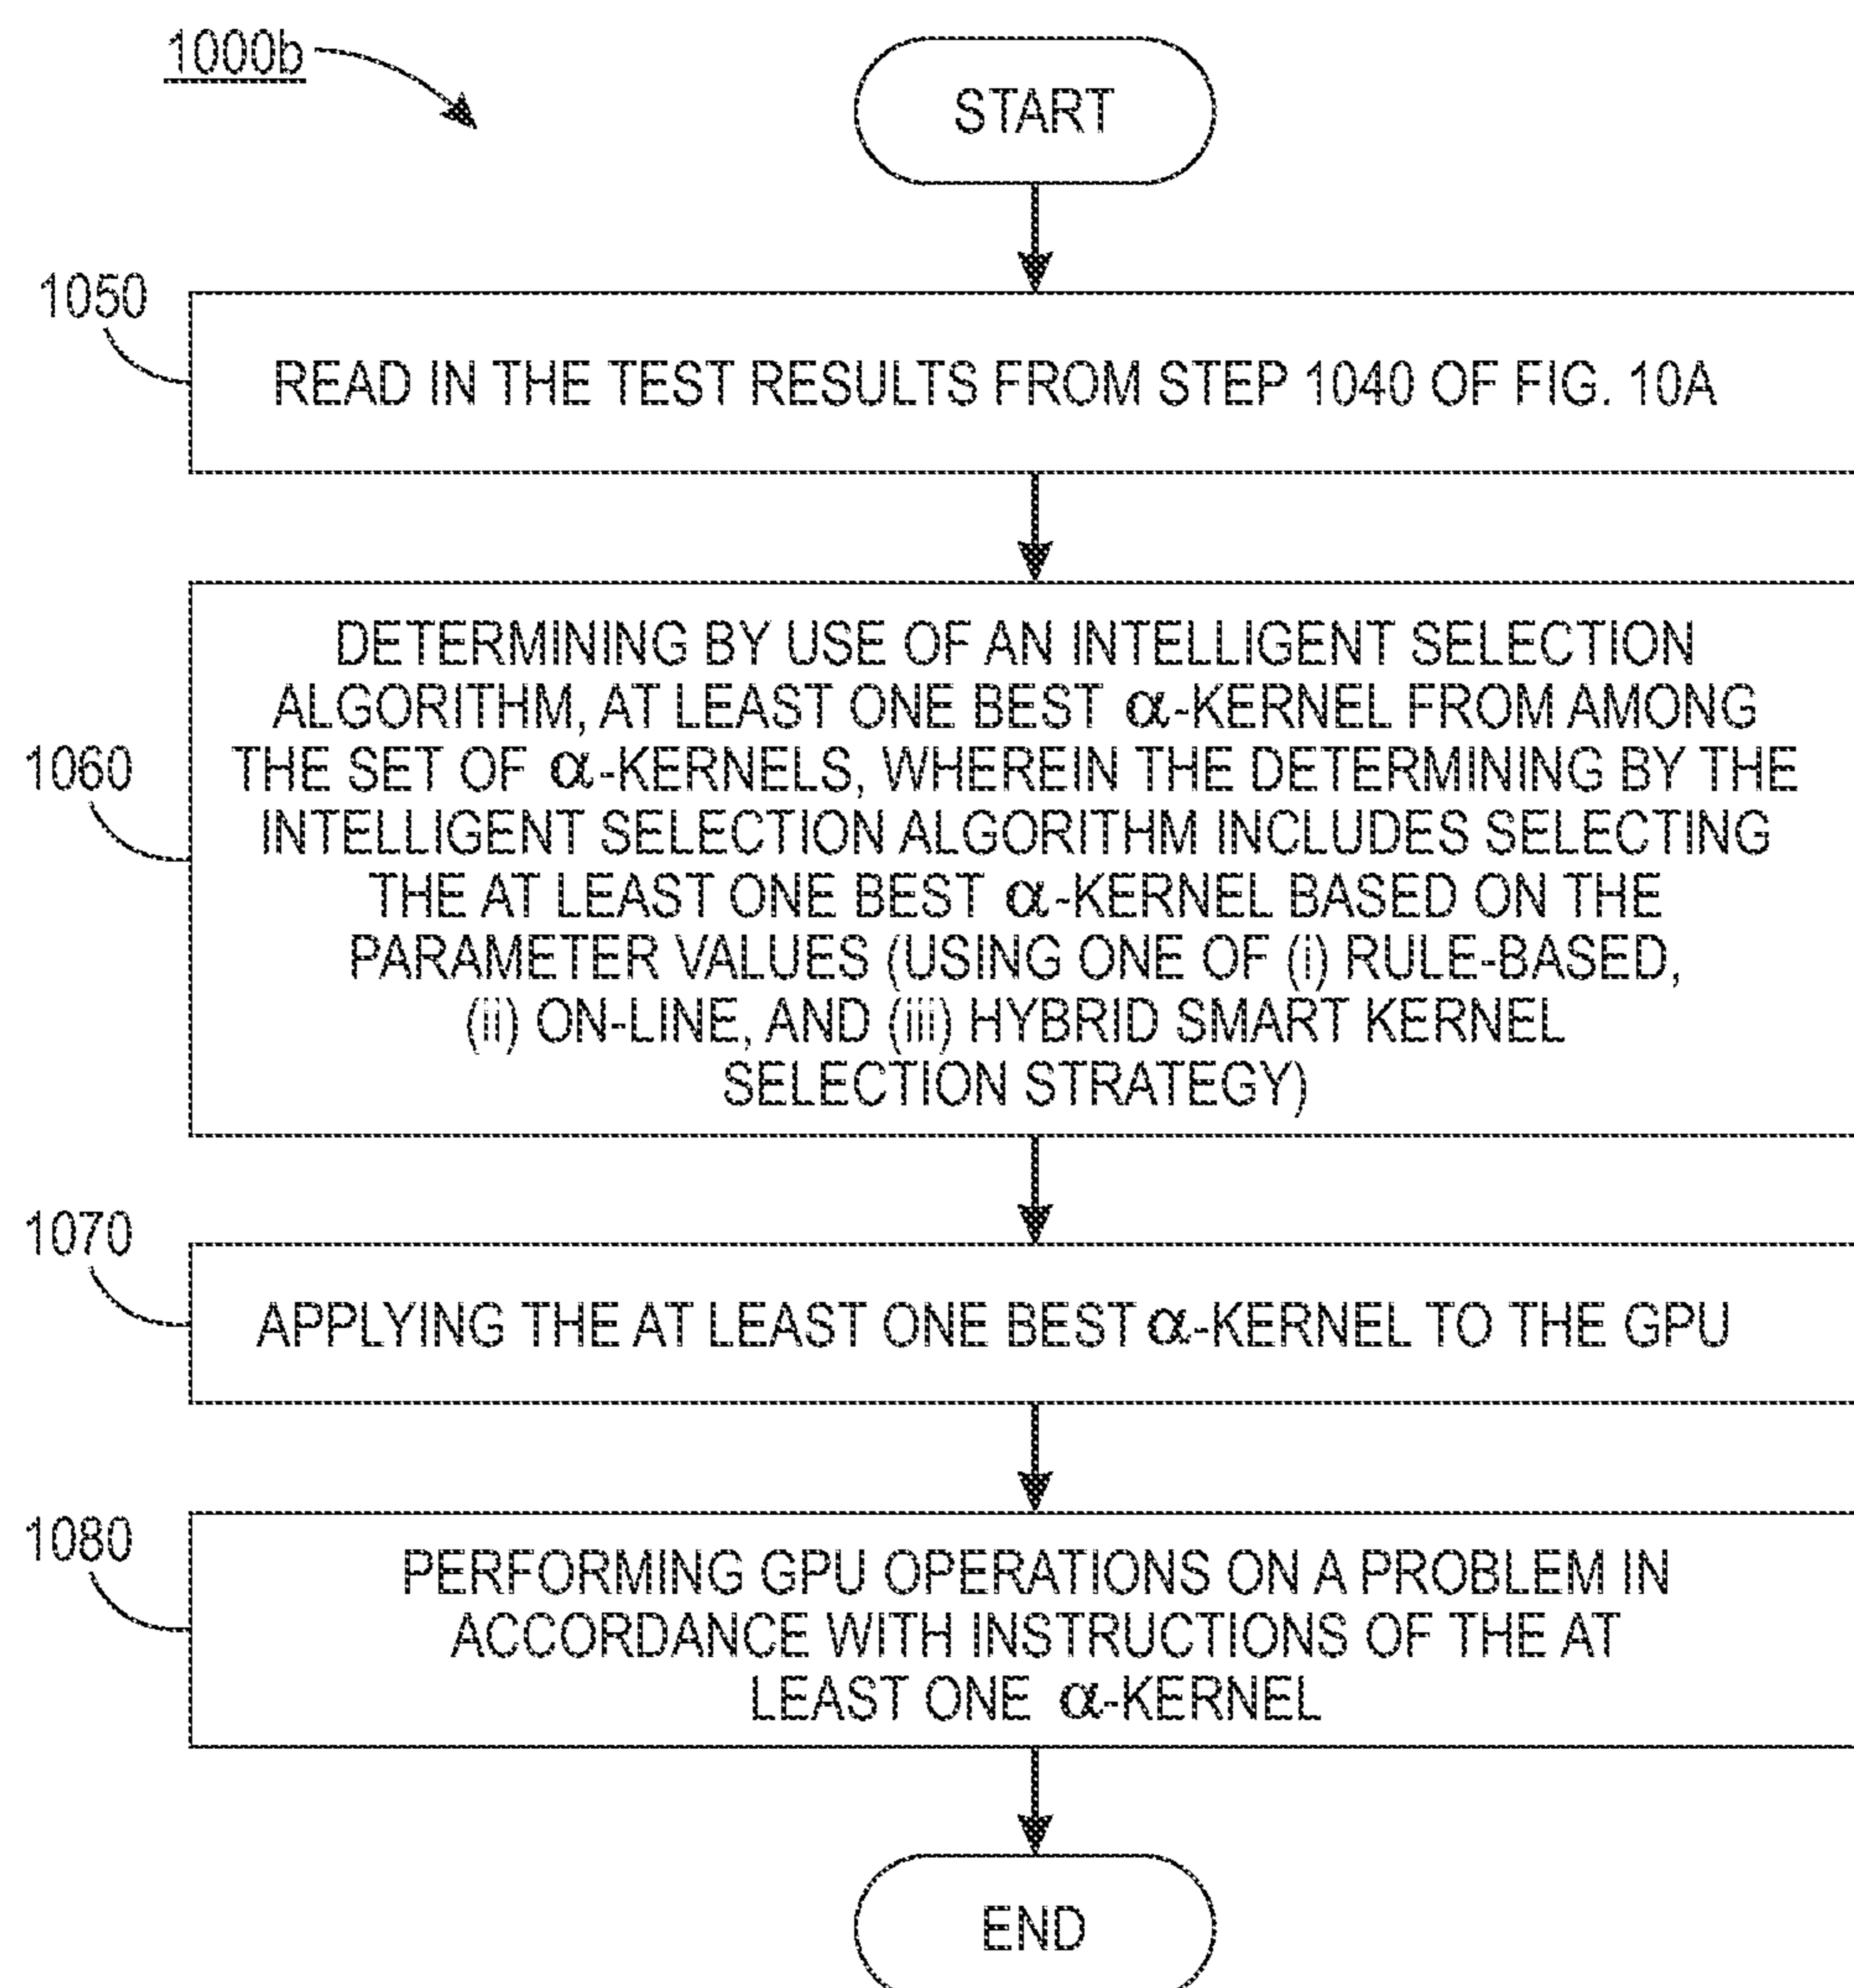 1000b
START
1050
READ IN THE TEST RESULTS FROM STEP 1040 OF FIG. 10A
1060
DETERMINING BY USE OF AN INTELLIGENT SELECTION
ALGORITHM, AT LEAST ONE BEST α-KERNEL FROM AMONG
THE SET OF α-KERNELS, WHEREIN THE DETERMINING BY THE
INTELLIGENT SELECTION ALGORITHM INCLUDES SELECTING
THE AT LEAST ONE BEST α-KERNEL BASED ON THE
PARAMETER VALUES (USING ONE OF (i) RULE-BASED,
(ii) ON-LINE, AND (iii) HYBRID SMART KERNEL
SELECTION STRATEGY)
1070
APPLYING THE AT LEAST ONE BEST α-KERNEL TO THE GPU
1080
PERFORMING GPU OPERATIONS ON A PROBLEM IN
ACCORDANCE WITH INSTRUCTIONS OF THE AT
LEAST ONE α-KERNEL
END